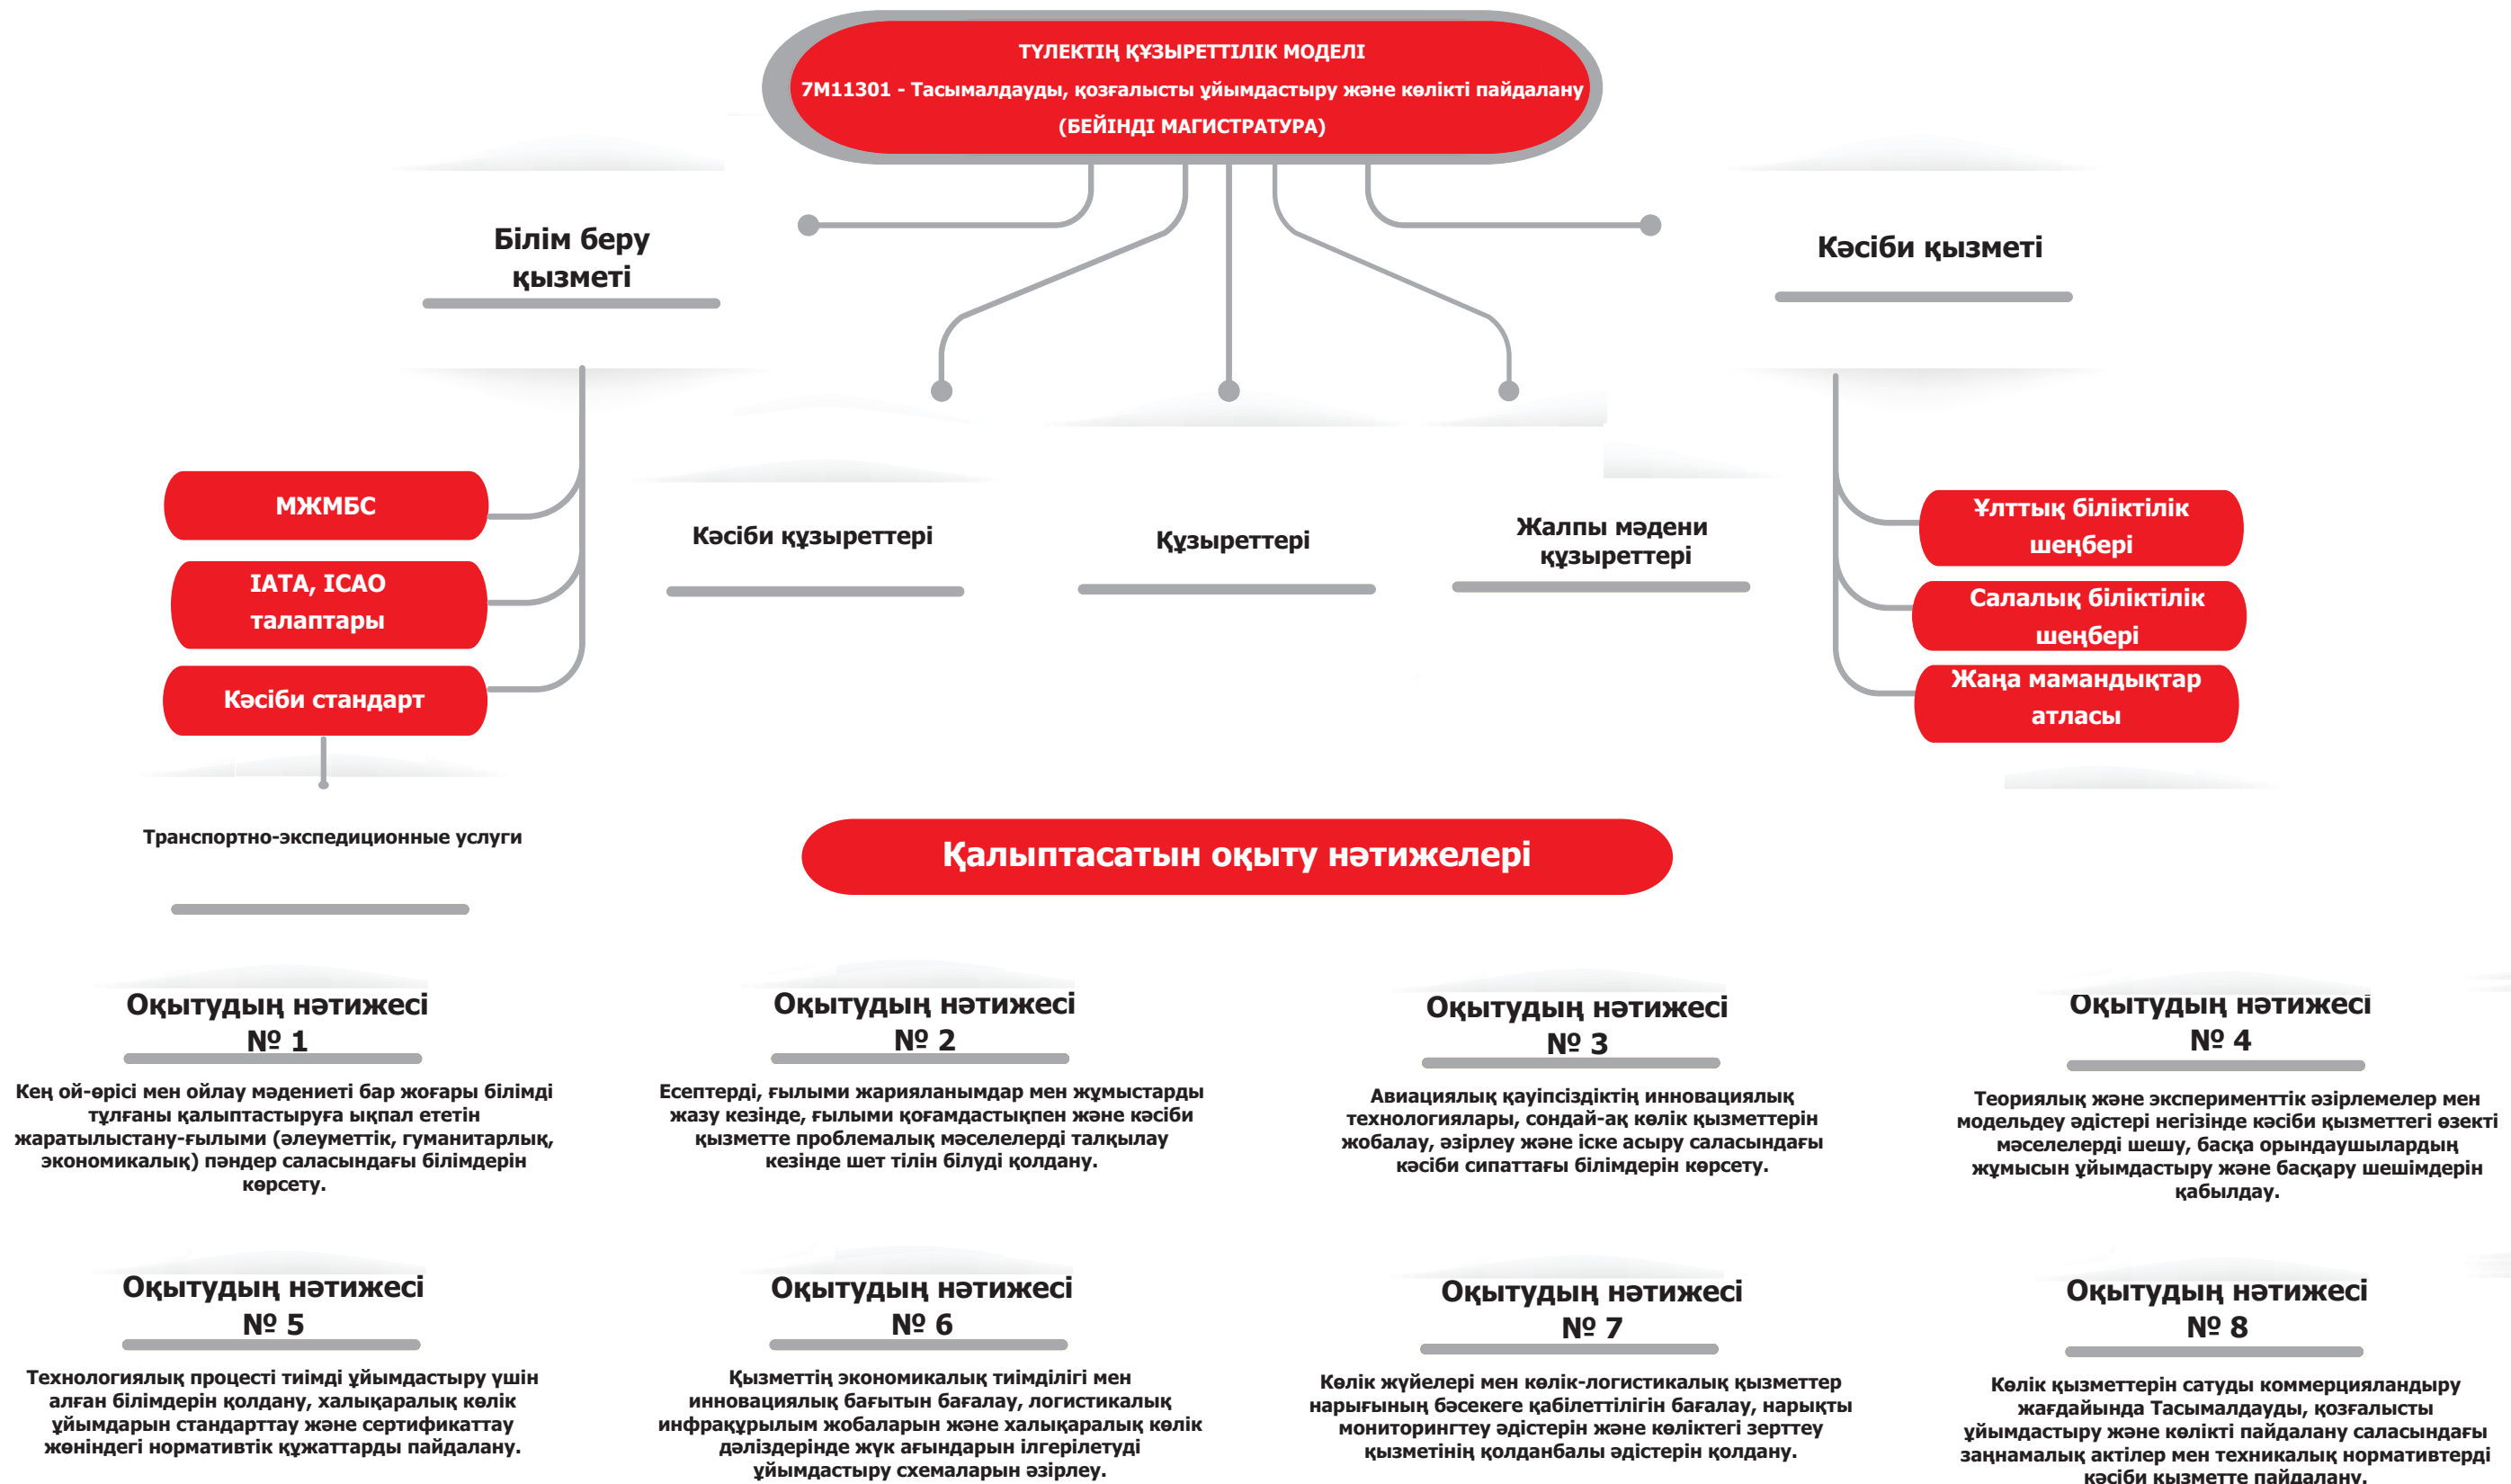 ТҮЛЕКТІҢ ҚҰЗЫРЕТТІЛІК МОДЕЛІ
7М11301 - Тасымалдауды, қозғалысты ұйымдастыру және көлікті пайдалану
(БЕЙІНДІ МАГИСТРАТУРА)
Білім беру
қызметі
Кәсіби қызметі
МЖМБС
IATA, ICAO
талаптары
Кәсіби стандарт
Кәсіби құзыреттері
Құзыреттері
Жалпы мәдени
құзыреттері
Ұлттық біліктілік
шеңбері
Салалық біліктілік
шеңбері
Жаңа мамандықтар
атласы
Транспортно-экспедиционные услуги
Қалыптасатын оқыту нәтижелері
Оқытудың нәтижесі
№ 1
Кең ой-өрісі мен ойлау мәдениеті бар жоғары білімді
тұлғаны қалыптастыруға ықпал ететін
жаратылыстану-ғылыми (әлеуметтік, гуманитарлық,
экономикалық) пәндер саласындағы білімдерін
көрсету.
Оқытудың нәтижесі
№ 2
Есептерді, ғылыми жарияланымдар мен жұмыстарды
жазу кезінде, ғылыми қоғамдастықпен және кәсіби
қызметте проблемалық мәселелерді талқылау
кезінде шет тілін білуді қолдану.
Оқытудың нәтижесі
№ 3
Авиациялық қауіпсіздіктің инновациялық
технологиялары, сондай-ақ көлік қызметтерін
жобалау, әзірлеу және іске асыру саласындағы
кәсіби сипаттағы білімдерін көрсету.
Оқытудың нәтижесі
№ 4
Теориялық және эксперименттік әзірлемелер мен
модельдеу әдістері негізінде кәсіби қызметтегі өзекті
мәселелерді шешу, басқа орындаушылардың
жұмысын ұйымдастыру және басқару шешімдерін
қабылдау.
Оқытудың нәтижесі
№ 5
Технологиялық процесті тиімді ұйымдастыру үшін
алған білімдерін қолдану, халықаралық көлік
ұйымдарын стандарттау және сертификаттау
жөніндегі нормативтік құжаттарды пайдалану.
Оқытудың нәтижесі
№ 6
Қызметтің экономикалық тиімділігі мен
инновациялық бағытын бағалау, логистикалық
инфрақұрылым жобаларын және халықаралық көлік
дәліздерінде жүк ағындарын ілгерілетуді
ұйымдастыру схемаларын әзірлеу.
Оқытудың нәтижесі
№ 7
Көлік жүйелері мен көлік-логистикалық қызметтер
нарығының бәсекеге қабілеттілігін бағалау, нарықты
мониторингтеу әдістерін және көліктегі зерттеу
қызметінің қолданбалы әдістерін қолдану.
Оқытудың нәтижесі
№ 8
Көлік қызметтерін сатуды коммерцияландыру
жағдайында Тасымалдауды, қозғалысты
ұйымдастыру және көлікті пайдалану саласындағы
заңнамалық актілер мен техникалық нормативтерді
кәсіби қызметте пайдалану.